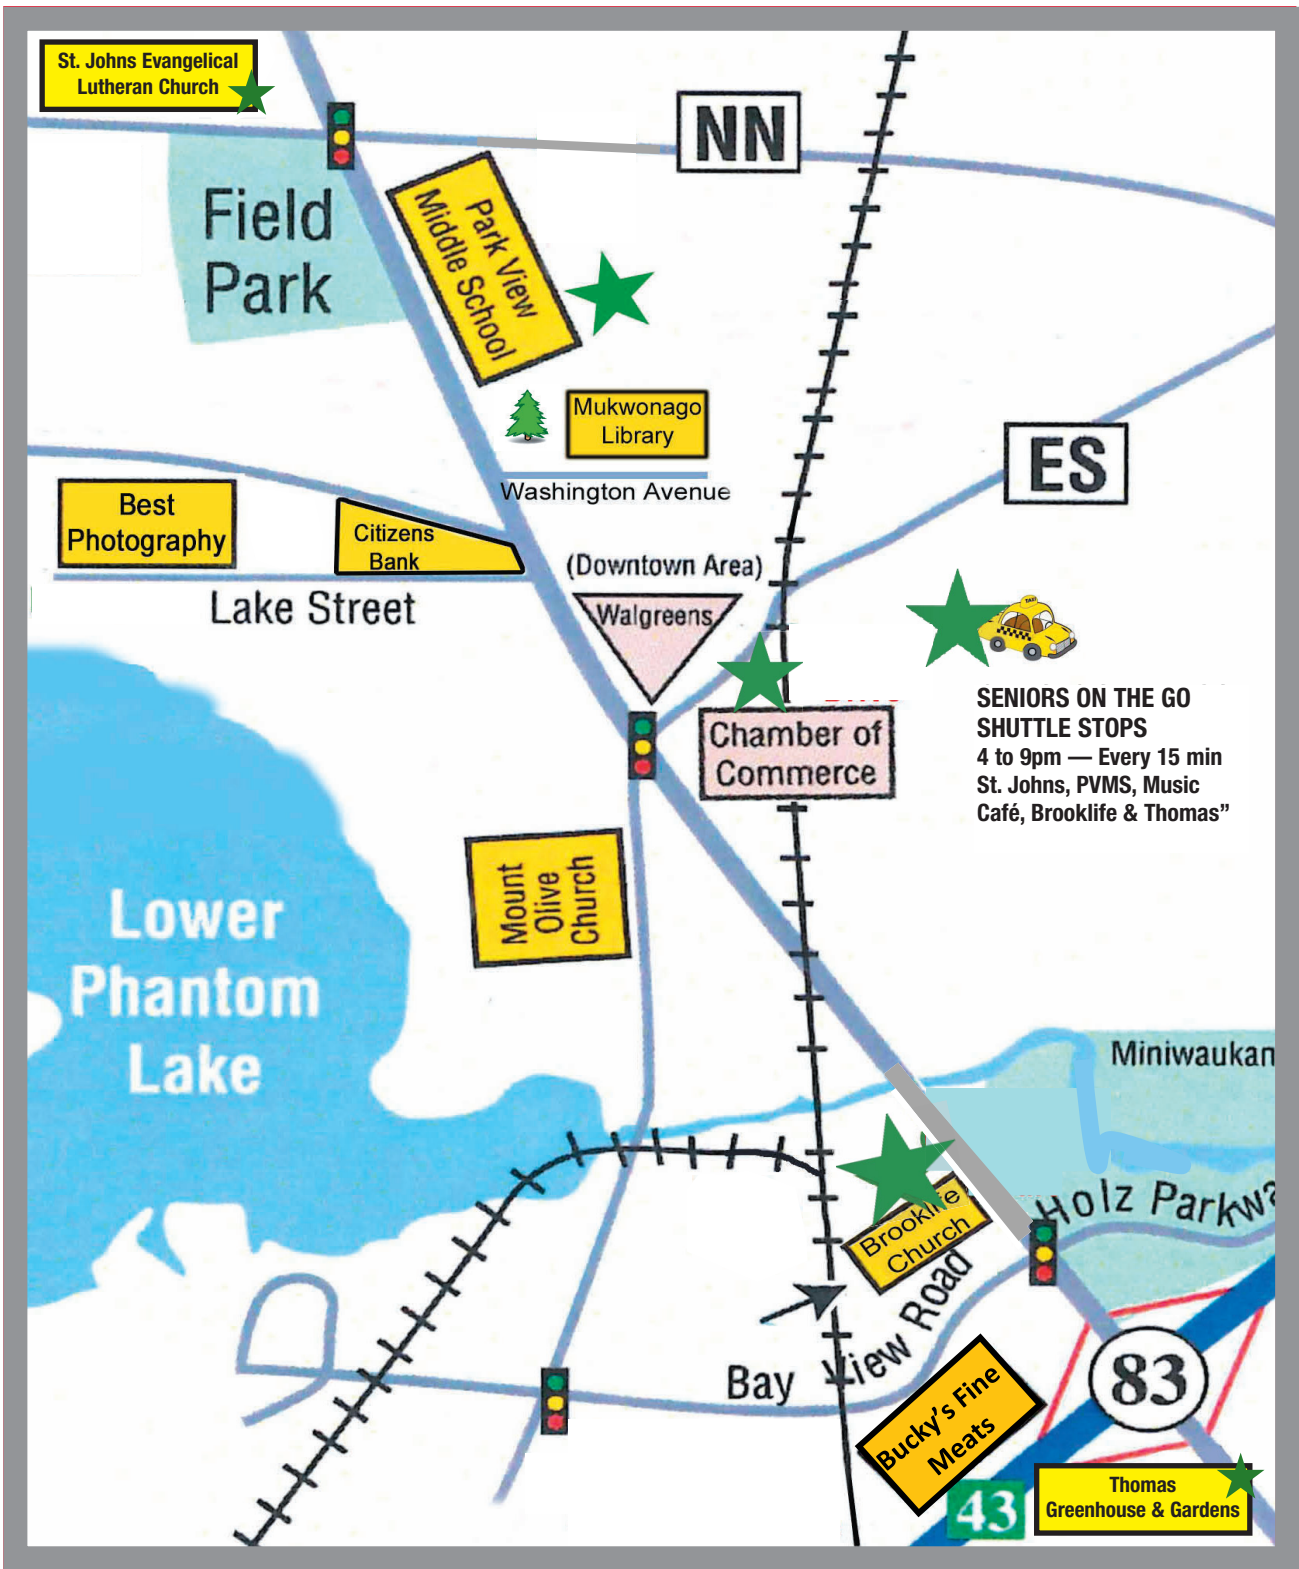 St. Johns Evangelical
Lutheran Church
NN
Field
Park
Park View
Middle School
Mukwonago
Library
Washington Avenue
ES
Best
Photography
Citizens
Bank
Lake Street
(Downtown Area)
Walgreens
TAXI
SENIORS ON THE GO
SHUTTLE STOPS
4 to 9pm — Every 15 min
St. Johns, PVMS, Music
Café, Brooklife & Thomas”
Chamber of
Commerce
Mount
Olive
Church
Lower
Phantom
Lake
Miniwaukan
Holz Parkwa
Brooklife
Church
Bay View Road
83
Bucky’s Fine
Meats
43
Thomas
Greenhouse & Gardens